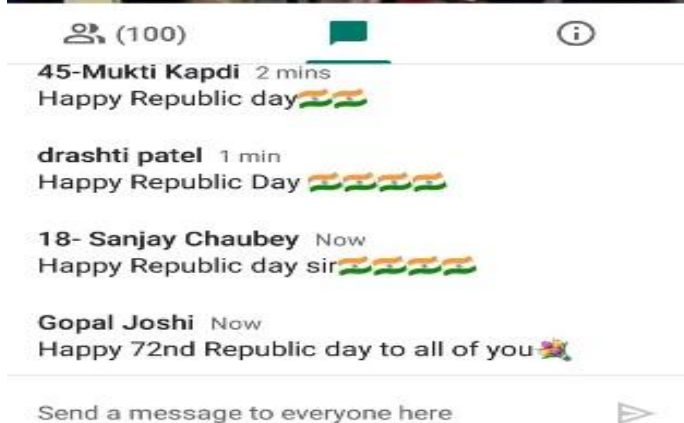 (100)
45-Mukti Kapdi 2 mins
Happy Republic day🇮🇳🇮🇳
drashti patel 1 min
Happy Republic Day 🇮🇳🇮🇳🇮🇳🇮🇳
18- Sanjay Chaubey Now
Happy Republic day sir🇮🇳🇮🇳🇮🇳🇮🇳
Gopal Joshi Now
Happy 72nd Republic day to all of you💐
Send a message to everyone here